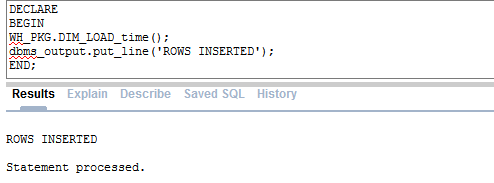 DECLARE
BEGIN
WH_PKG.DIM_LOAD_time();
dbms_output.put_line('ROWS INSERTED');
END;
Results Explain Describe Saved SQL History
ROWS INSERTED
Statement processed.